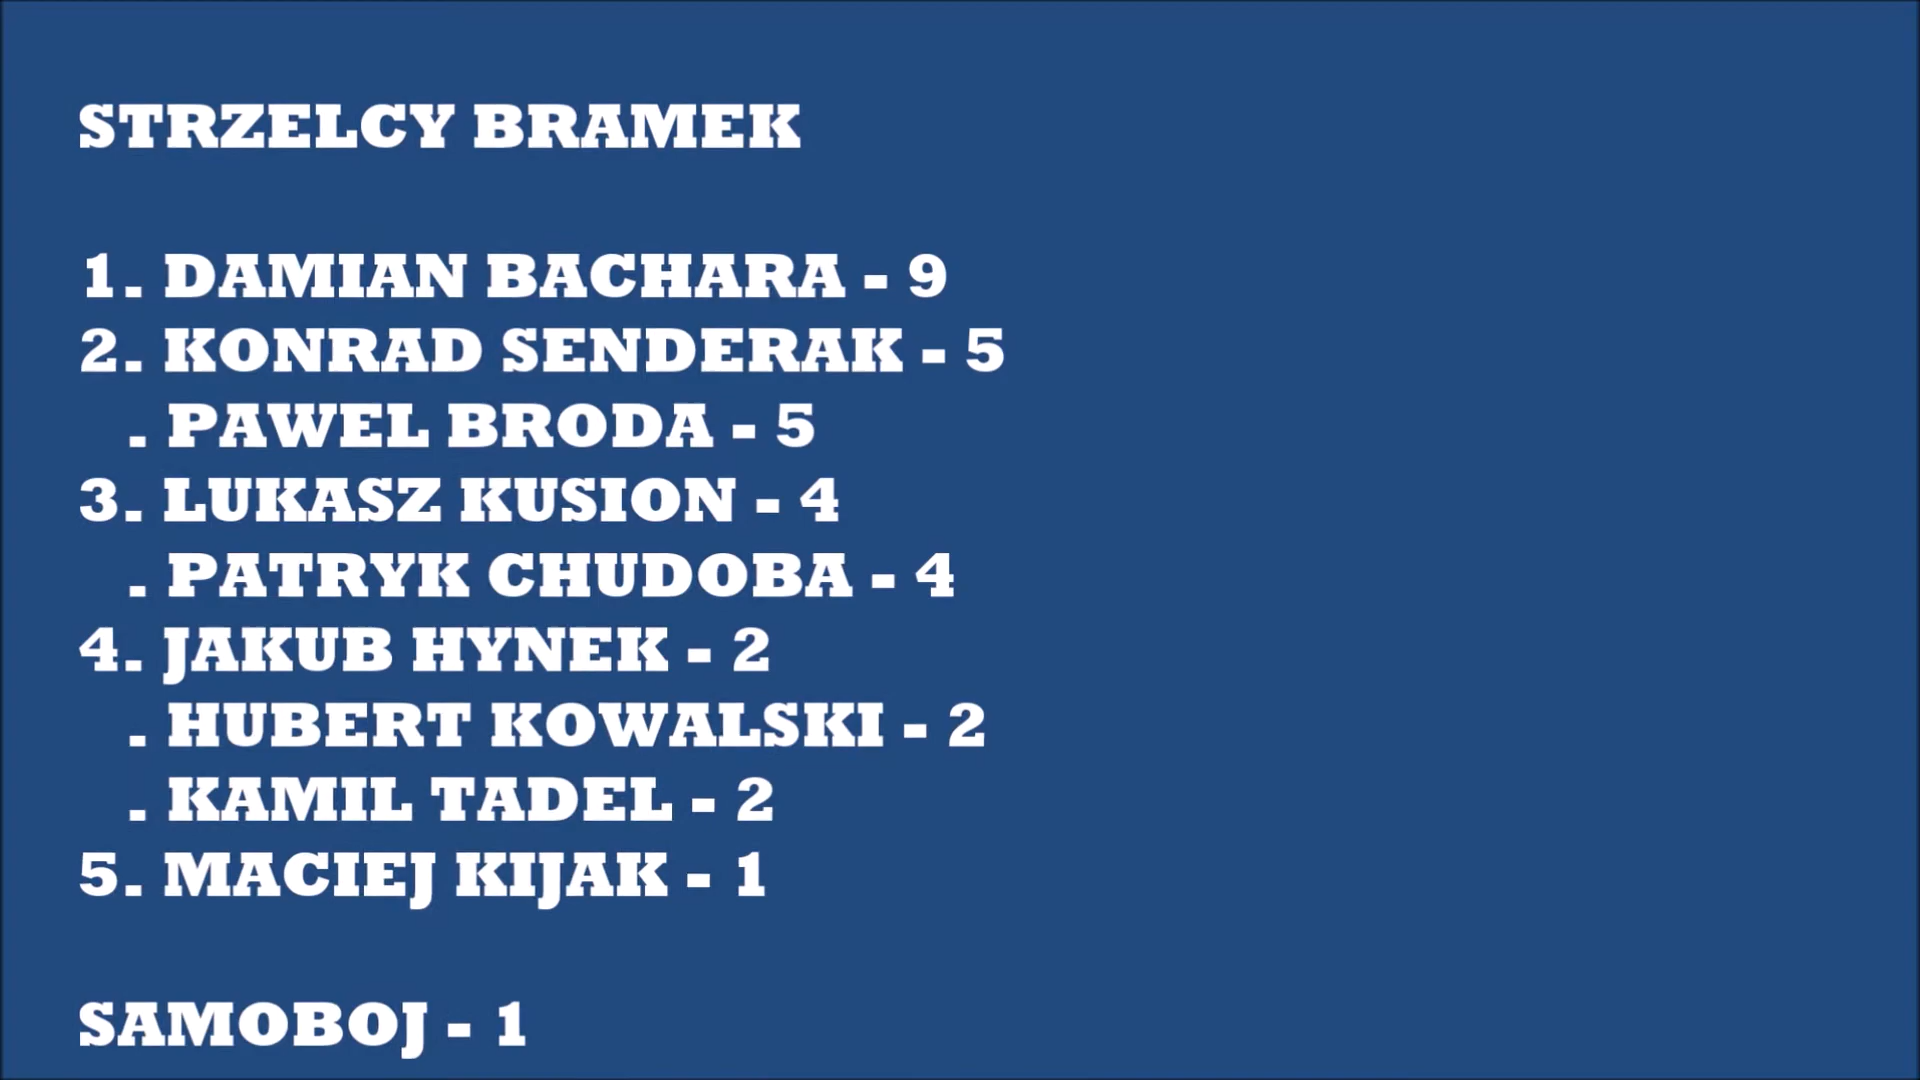 STRZELCY BRAMEK
1. DAMIAN BACHARA - 9
2. KONRAD SENDERAK - 5
. PAWEL BRODA - 5
3. LUKASZ KUSION - 4
. PATRYK CHUDOBA - 4
4. JAKUB HYNEK - 2
. HUBERT KOWALSKI - 2
. KAMIL TADEL - 2
5. MACIEJ KIJAK - 1
SAMOBOJ - 1